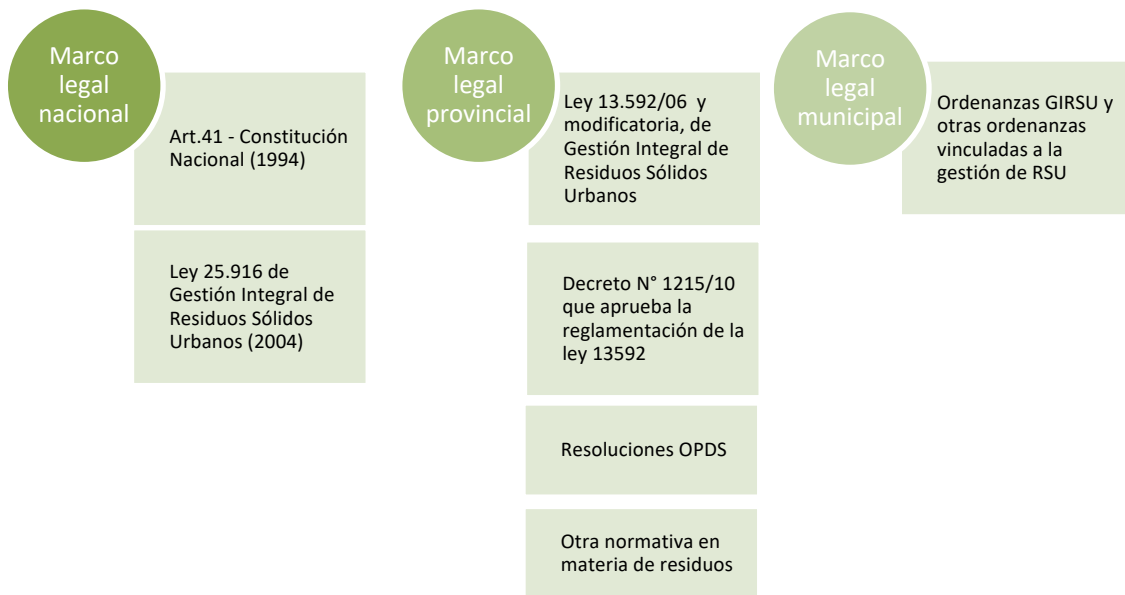 Marco
legal
nacional
Art.41 - Constitución
Nacional (1994)
Ley 25.916 de
Gestión Integral de
Residuos Sólidos
Urbanos (2004)
Marco
legal
provincial
Ley 13.592/06 y
modificatoria, de
Gestión Integral de
Residuos Sólidos
Urbanos
Decreto N° 1215/10
que aprueba la
reglamentación de la
ley 13592
Resoluciones OPDS
Otra normativa en
materia de residuos
Marco
legal
municipal
Ordenanzas GIRSU y
otras ordenanzas
vinculadas a la
gestión de RSU